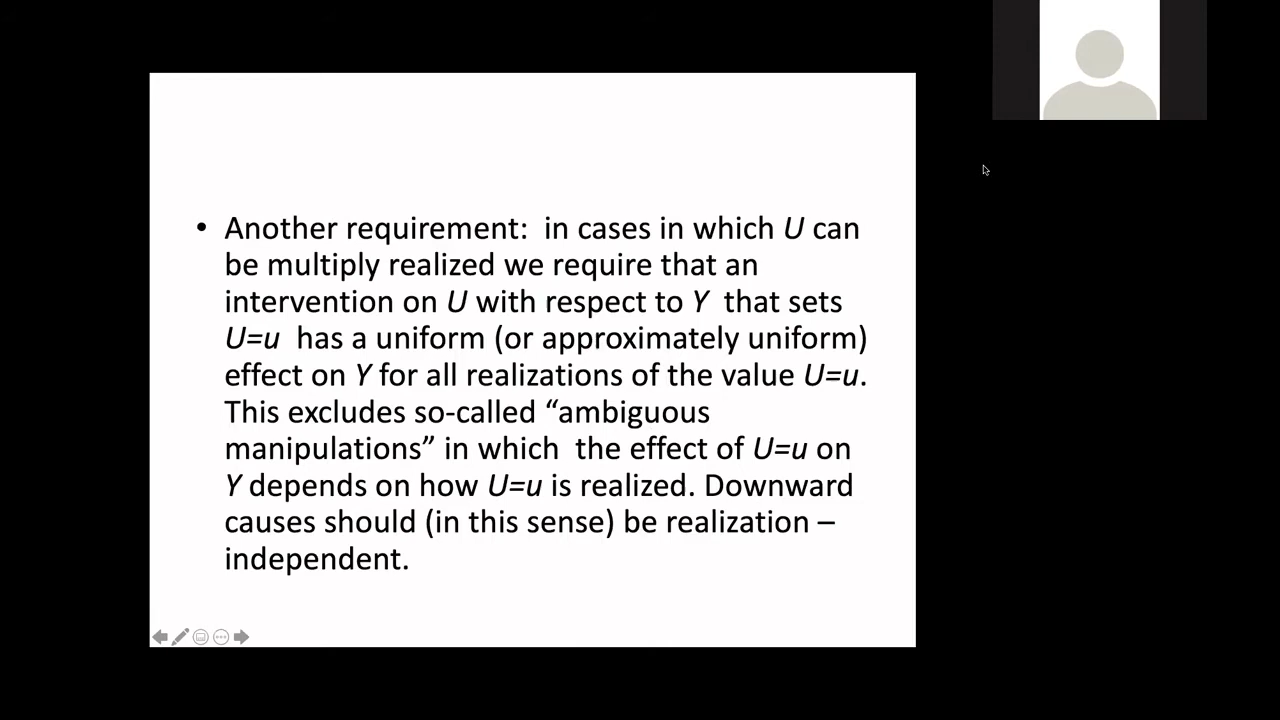 • Another requirement:  in cases in which U can
be multiply realized we require that an
intervention on U with respect to Y  that sets
U=u  has a uniform (or approximately uniform)
effect on Y for all realizations of the value U=u.
This excludes so-called “ambiguous
manipulations” in which  the effect of U=u on
Y depends on how U=u is realized. Downward
causes should (in this sense) be realization –
independent.